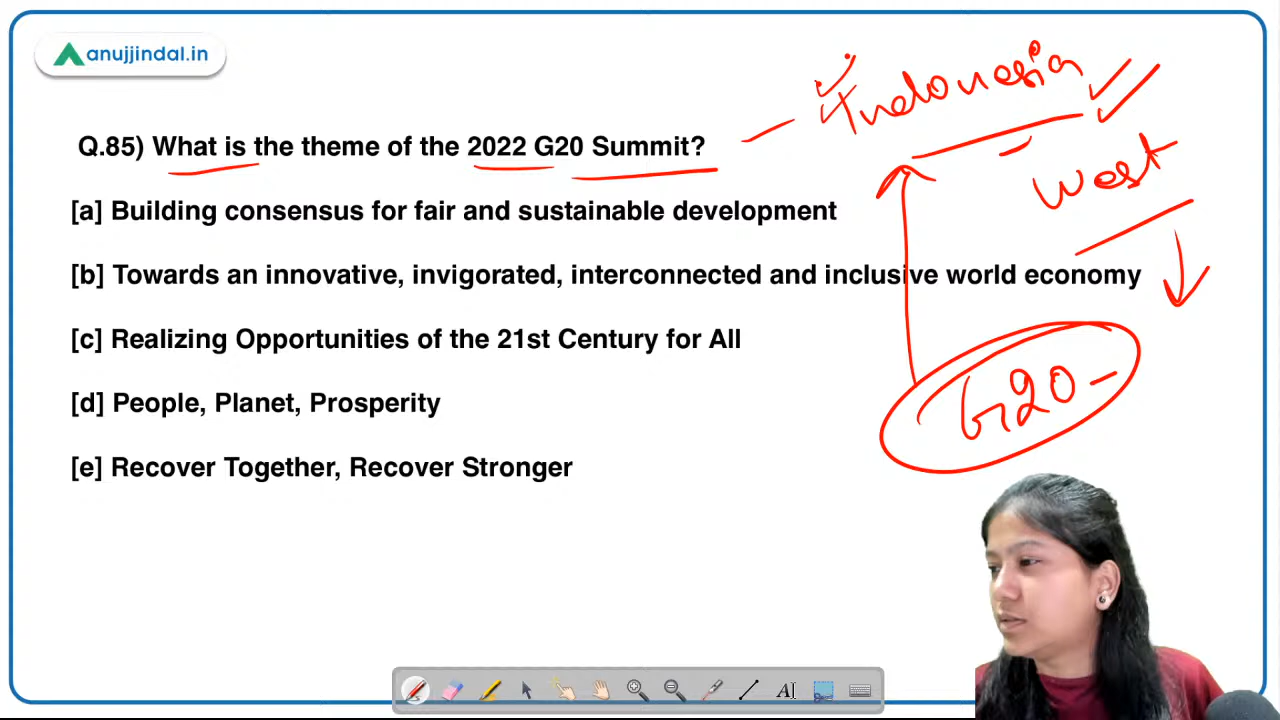 anujjindal.in
Indonesia
Q.85) What is the theme of the 2022 G20 Summit?
West
[a] Building consensus for fair and sustainable development
[b] Towards an innovative, invigorated, interconnected and inclusive world economy
[c] Realizing Opportunities of the 21st Century for All
[d] People, Planet, Prosperity
G20
[e] Recover Together, Recover Stronger